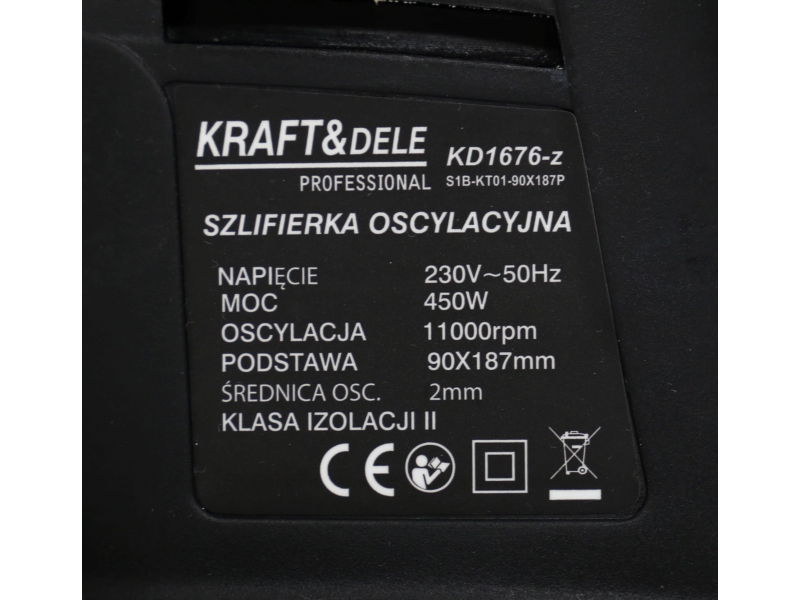 KRAFT&DELE
PROFESSIONAL
KD1676-z
S1B-KT01-90X187P
SZLIFIERKA OSCYLACYJNA
NAPIĘCIE 230V~50Hz
MOC 450W
OSCYLACJA 11000rpm
PODSTAWA 90X187mm
ŚREDNICA OSC. 2mm
KLASA IZOLACJI II
CE